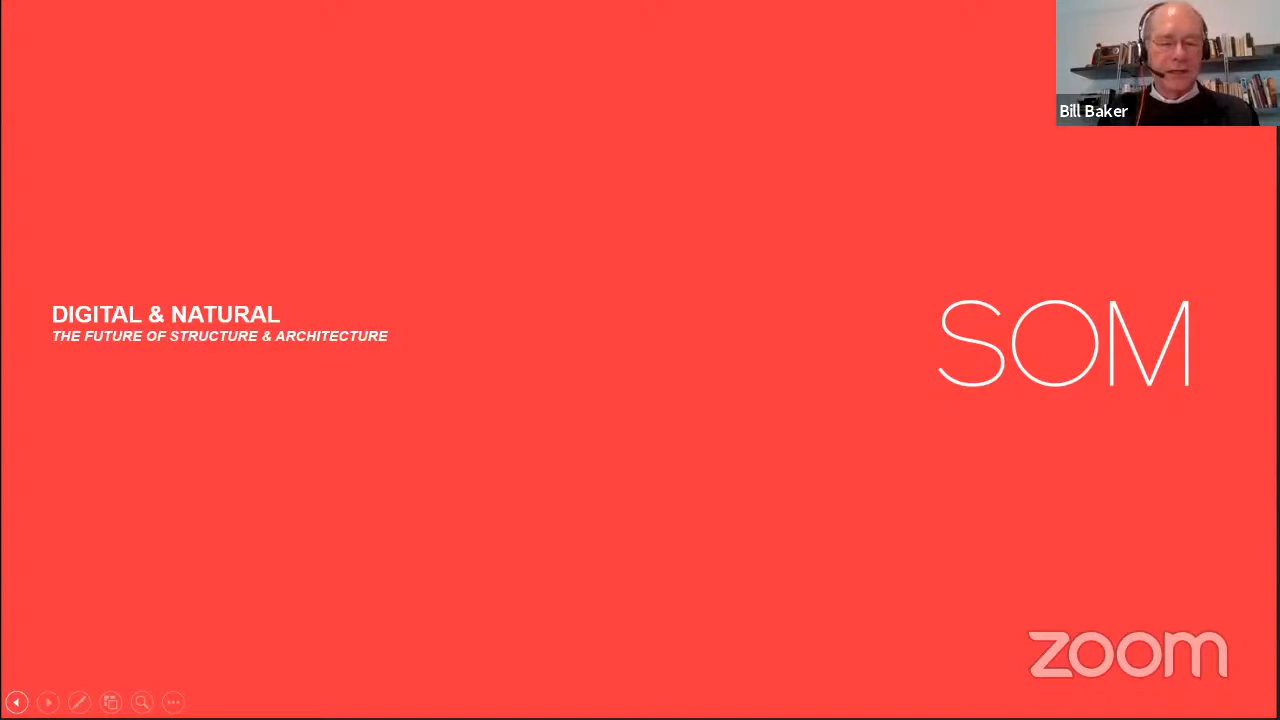 Bill Baker
DIGITAL & NATURAL
THE FUTURE OF STRUCTURE & ARCHITECTURE
SOM
zoom